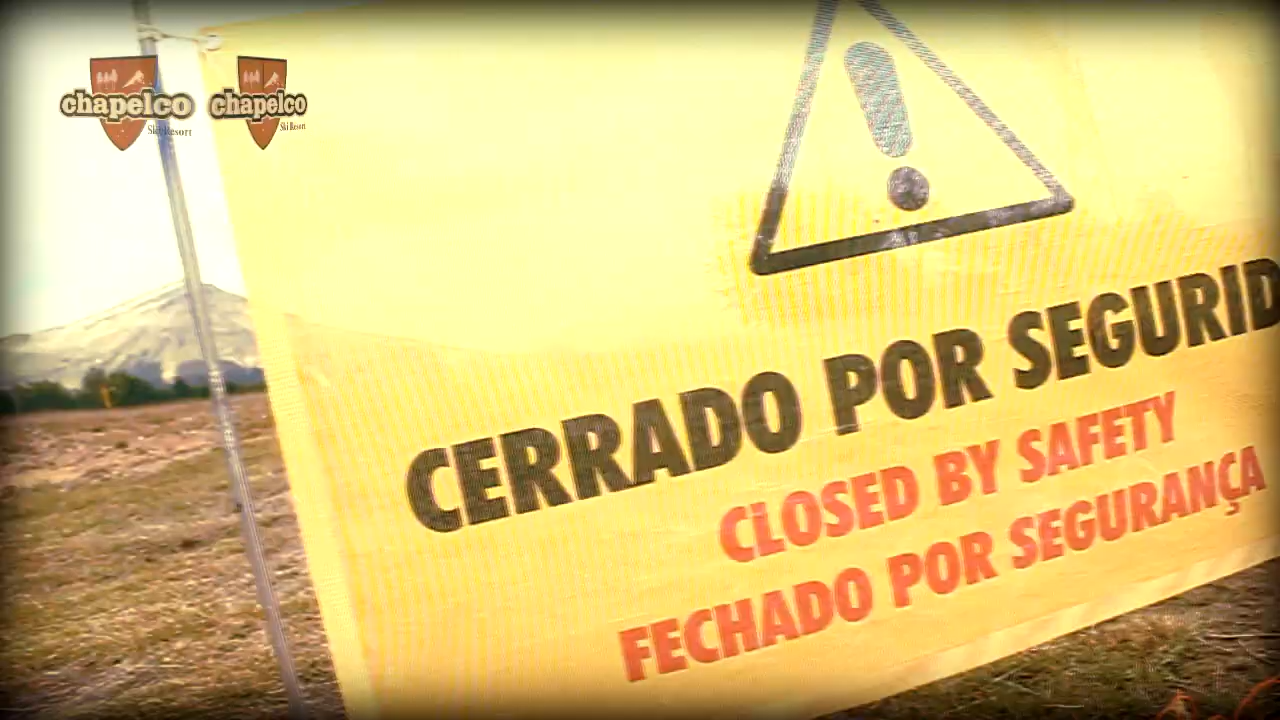 chapelco
Ski Resort
chapelco
Ski Resort
CERRADO POR SEGURID
CLOSED BY SAFETY
FECHADO POR SEGURANÇA